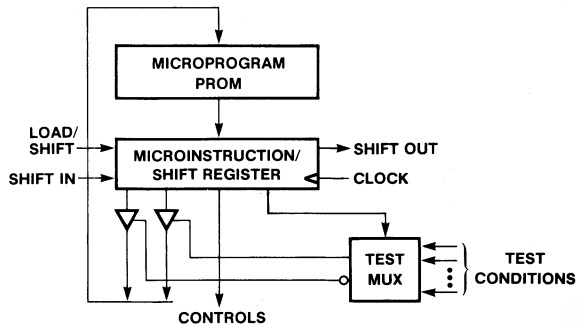 MICROPROGRAM
PROM
LOAD/
SHIFT
MICROINSTRUCTION/
SHIFT REGISTER
SHIFT OUT
SHIFT IN
CLOCK
TEST
MUX
TEST
CONDITIONS
CONTROLS